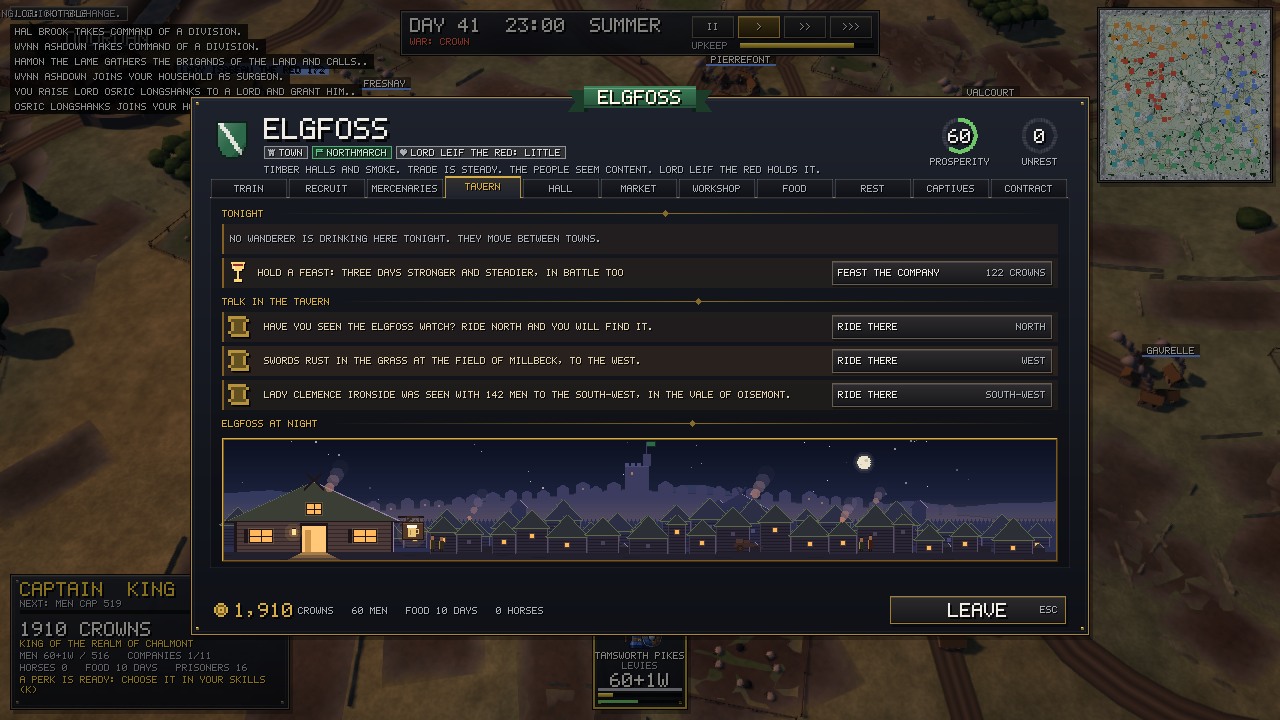 LOG: NOTABLE CHANGE.
HAL BROOK TAKES COMMAND OF A DIVISION.
WYNN ASHDOWN TAKES COMMAND OF A DIVISION.
HAMON THE LAME GATHERS THE BRIGANDS OF THE LAND AND CALLS..
WYNN ASHDOWN JOINS YOUR HOUSEHOLD AS SURGEON.
YOU RAISE LORD OSRIC LONGSHANKS TO A LORD AND GRANT HIM..
OSRIC LONGSHANKS JOINS YOUR H
DAY 41 23:00 SUMMER
WAR: CROWN
UPKEEP
II > >> >>>
PIERREFONT
FRESNAY
VALCOURT
GAVRELLE
ELGFOSS
ELGFOSS
TOWN NORTHMARCH LORD LEIF THE RED: LITTLE
TIMBER HALLS AND SMOKE. TRADE IS STEADY. THE PEOPLE SEEM CONTENT. LORD LEIF THE RED HOLDS IT.
60 PROSPERITY
0 UNREST
TRAIN RECRUIT MERCENARIES TAVERN HALL MARKET WORKSHOP FOOD REST CAPTIVES CONTRACT
TONIGHT
NO WANDERER IS DRINKING HERE TONIGHT. THEY MOVE BETWEEN TOWNS.
HOLD A FEAST: THREE DAYS STRONGER AND STEADIER, IN BATTLE TOO
FEAST THE COMPANY 122 CROWNS
TALK IN THE TAVERN
HAVE YOU SEEN THE ELGFOSS WATCH? RIDE NORTH AND YOU WILL FIND IT.
RIDE THERE NORTH
SWORDS RUST IN THE GRASS AT THE FIELD OF MILLBECK, TO THE WEST.
RIDE THERE WEST
LADY CLEMENCE IRONSIDE WAS SEEN WITH 142 MEN TO THE SOUTH-WEST, IN THE VALE OF OISEMONT.
RIDE THERE SOUTH-WEST
ELGFOSS AT NIGHT
1,910 CROWNS 60 MEN FOOD 10 DAYS 0 HORSES
LEAVE ESC
CAPTAIN KING
NEXT: MEN CAP 519
1910 CROWNS
KING OF THE REALM OF CHALMONT
MEN 60+1W / 516 COMPANIES 1/11
HORSES 0 FOOD 10 DAYS PRISONERS 16
A PERK IS READY: CHOOSE IT IN YOUR SKILLS
(K)
TAMSWORTH PIKES
LEVIES
60+1W